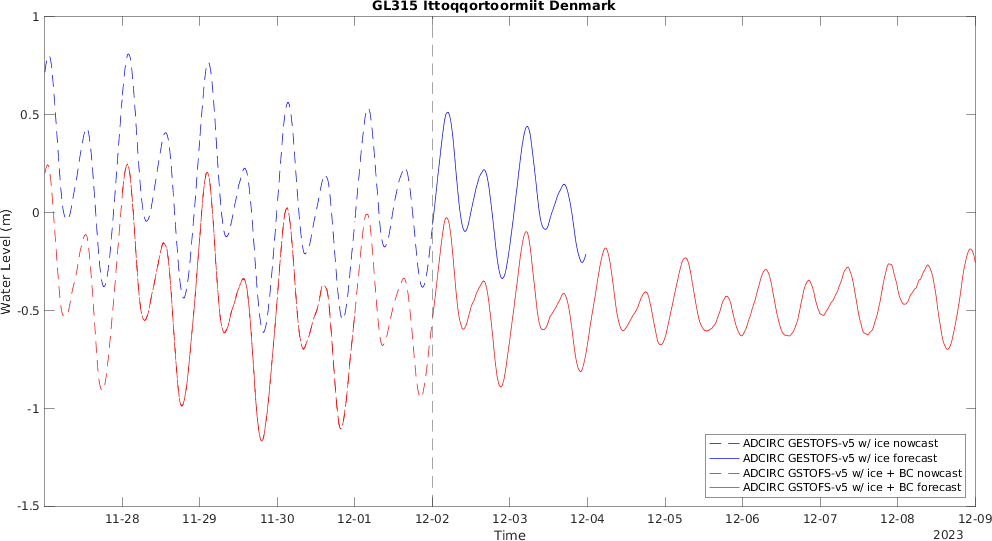 GL315 Ittoqqortoormiit Denmark
Water Level (m)
1
0.5
0
-0.5
-1
-1.5
ADCIRC GESTOFS-v5 w/ ice nowcast
ADCIRC GESTOFS-v5 w/ ice forecast
ADCIRC GSTOFS-v5 w/ ice + BC nowcast
ADCIRC GSTOFS-v5 w/ ice + BC forecast
11-28 11-29 11-30 12-01 12-02 12-03 12-04 12-05 12-06 12-07 12-08 12-09
Time
2023